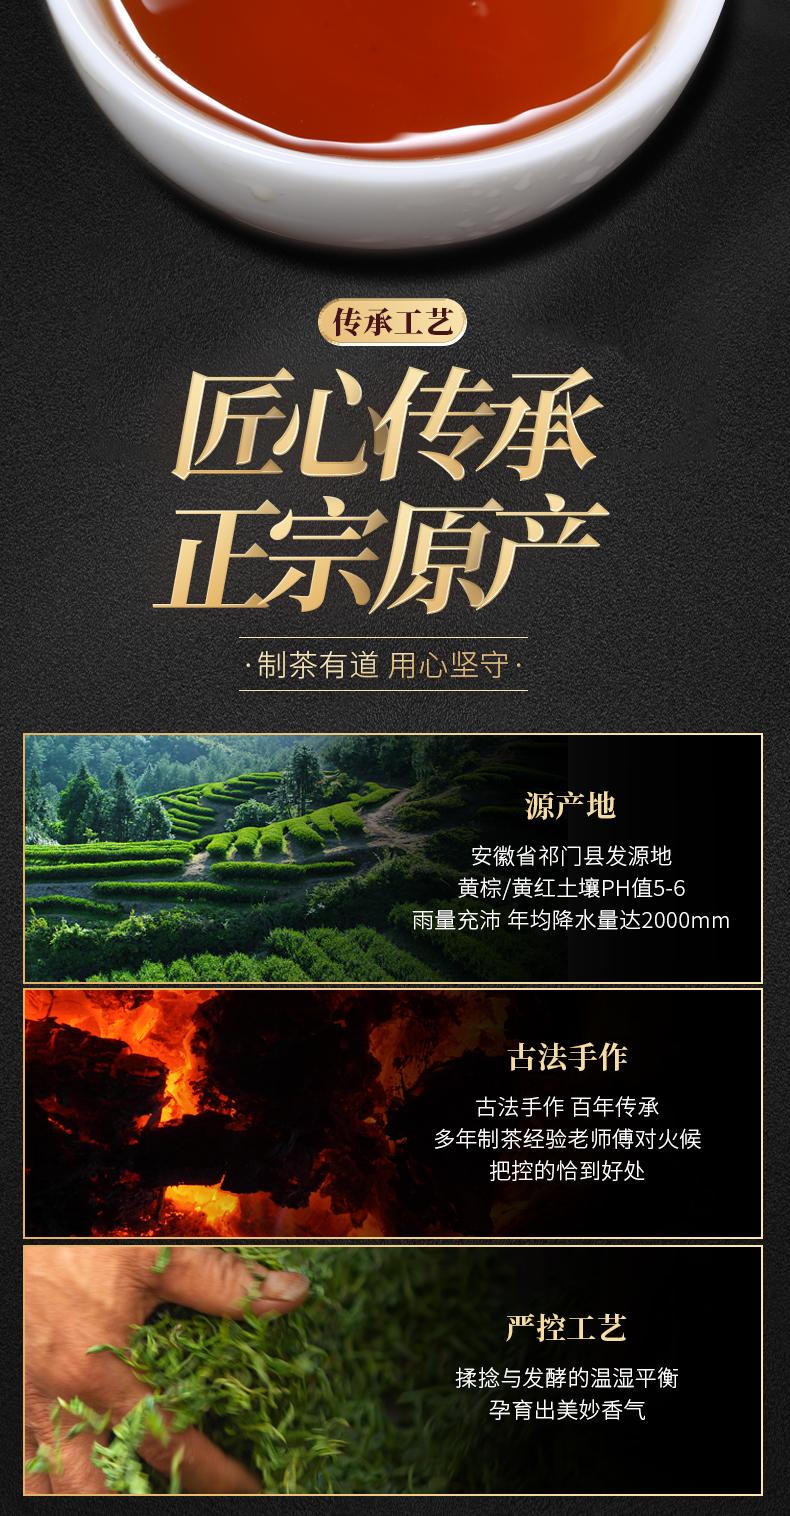 传承工艺
匠心传承
正宗原产
·制茶有道 用心坚守·
源产地
安徽省祁门县发源地
黄棕/黄红土壤PH值5-6
雨量充沛 年均降水量达2000mm
古法手作
古法手作 百年传承
多年制茶经验老师傅对火候
把控的恰到好处
严控工艺
揉捻与发酵的温湿平衡
孕育出美妙香气